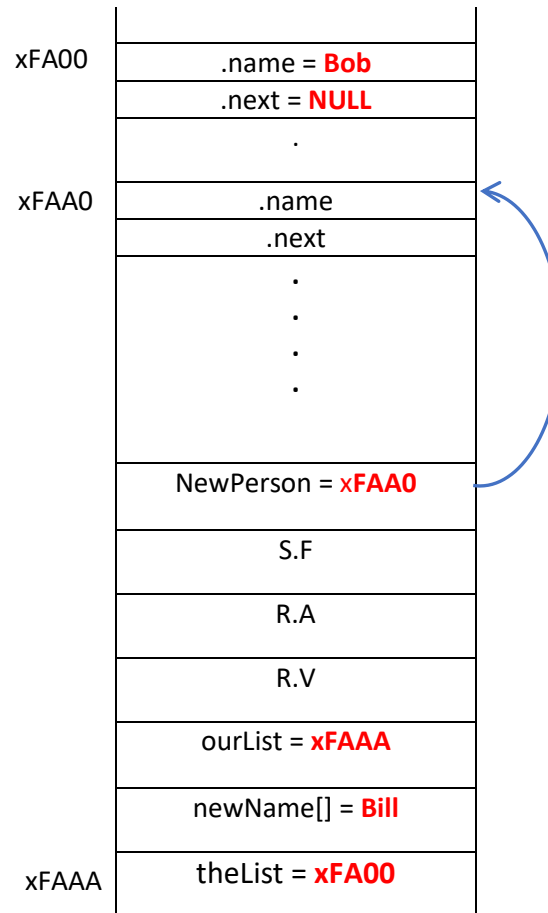 xFA00
.name = Bob
.next = NULL
.
xFAA0
.name
.next
.
.
.
.
NewPerson = xFAA0
S.F
R.A
R.V
ourList = xFAAA
newName[] = Bill
xFAAA
theList = xFA00